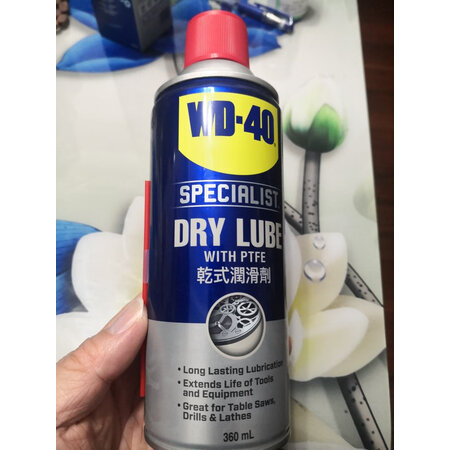 WD-40
SPECIALIST
DRY LUBE
WITH PTFE
乾式潤滑劑
• Long Lasting Lubrication
• Extends Life of Tools
and Equipment
• Great for Table Saws,
Drills & Lathes
360 mL